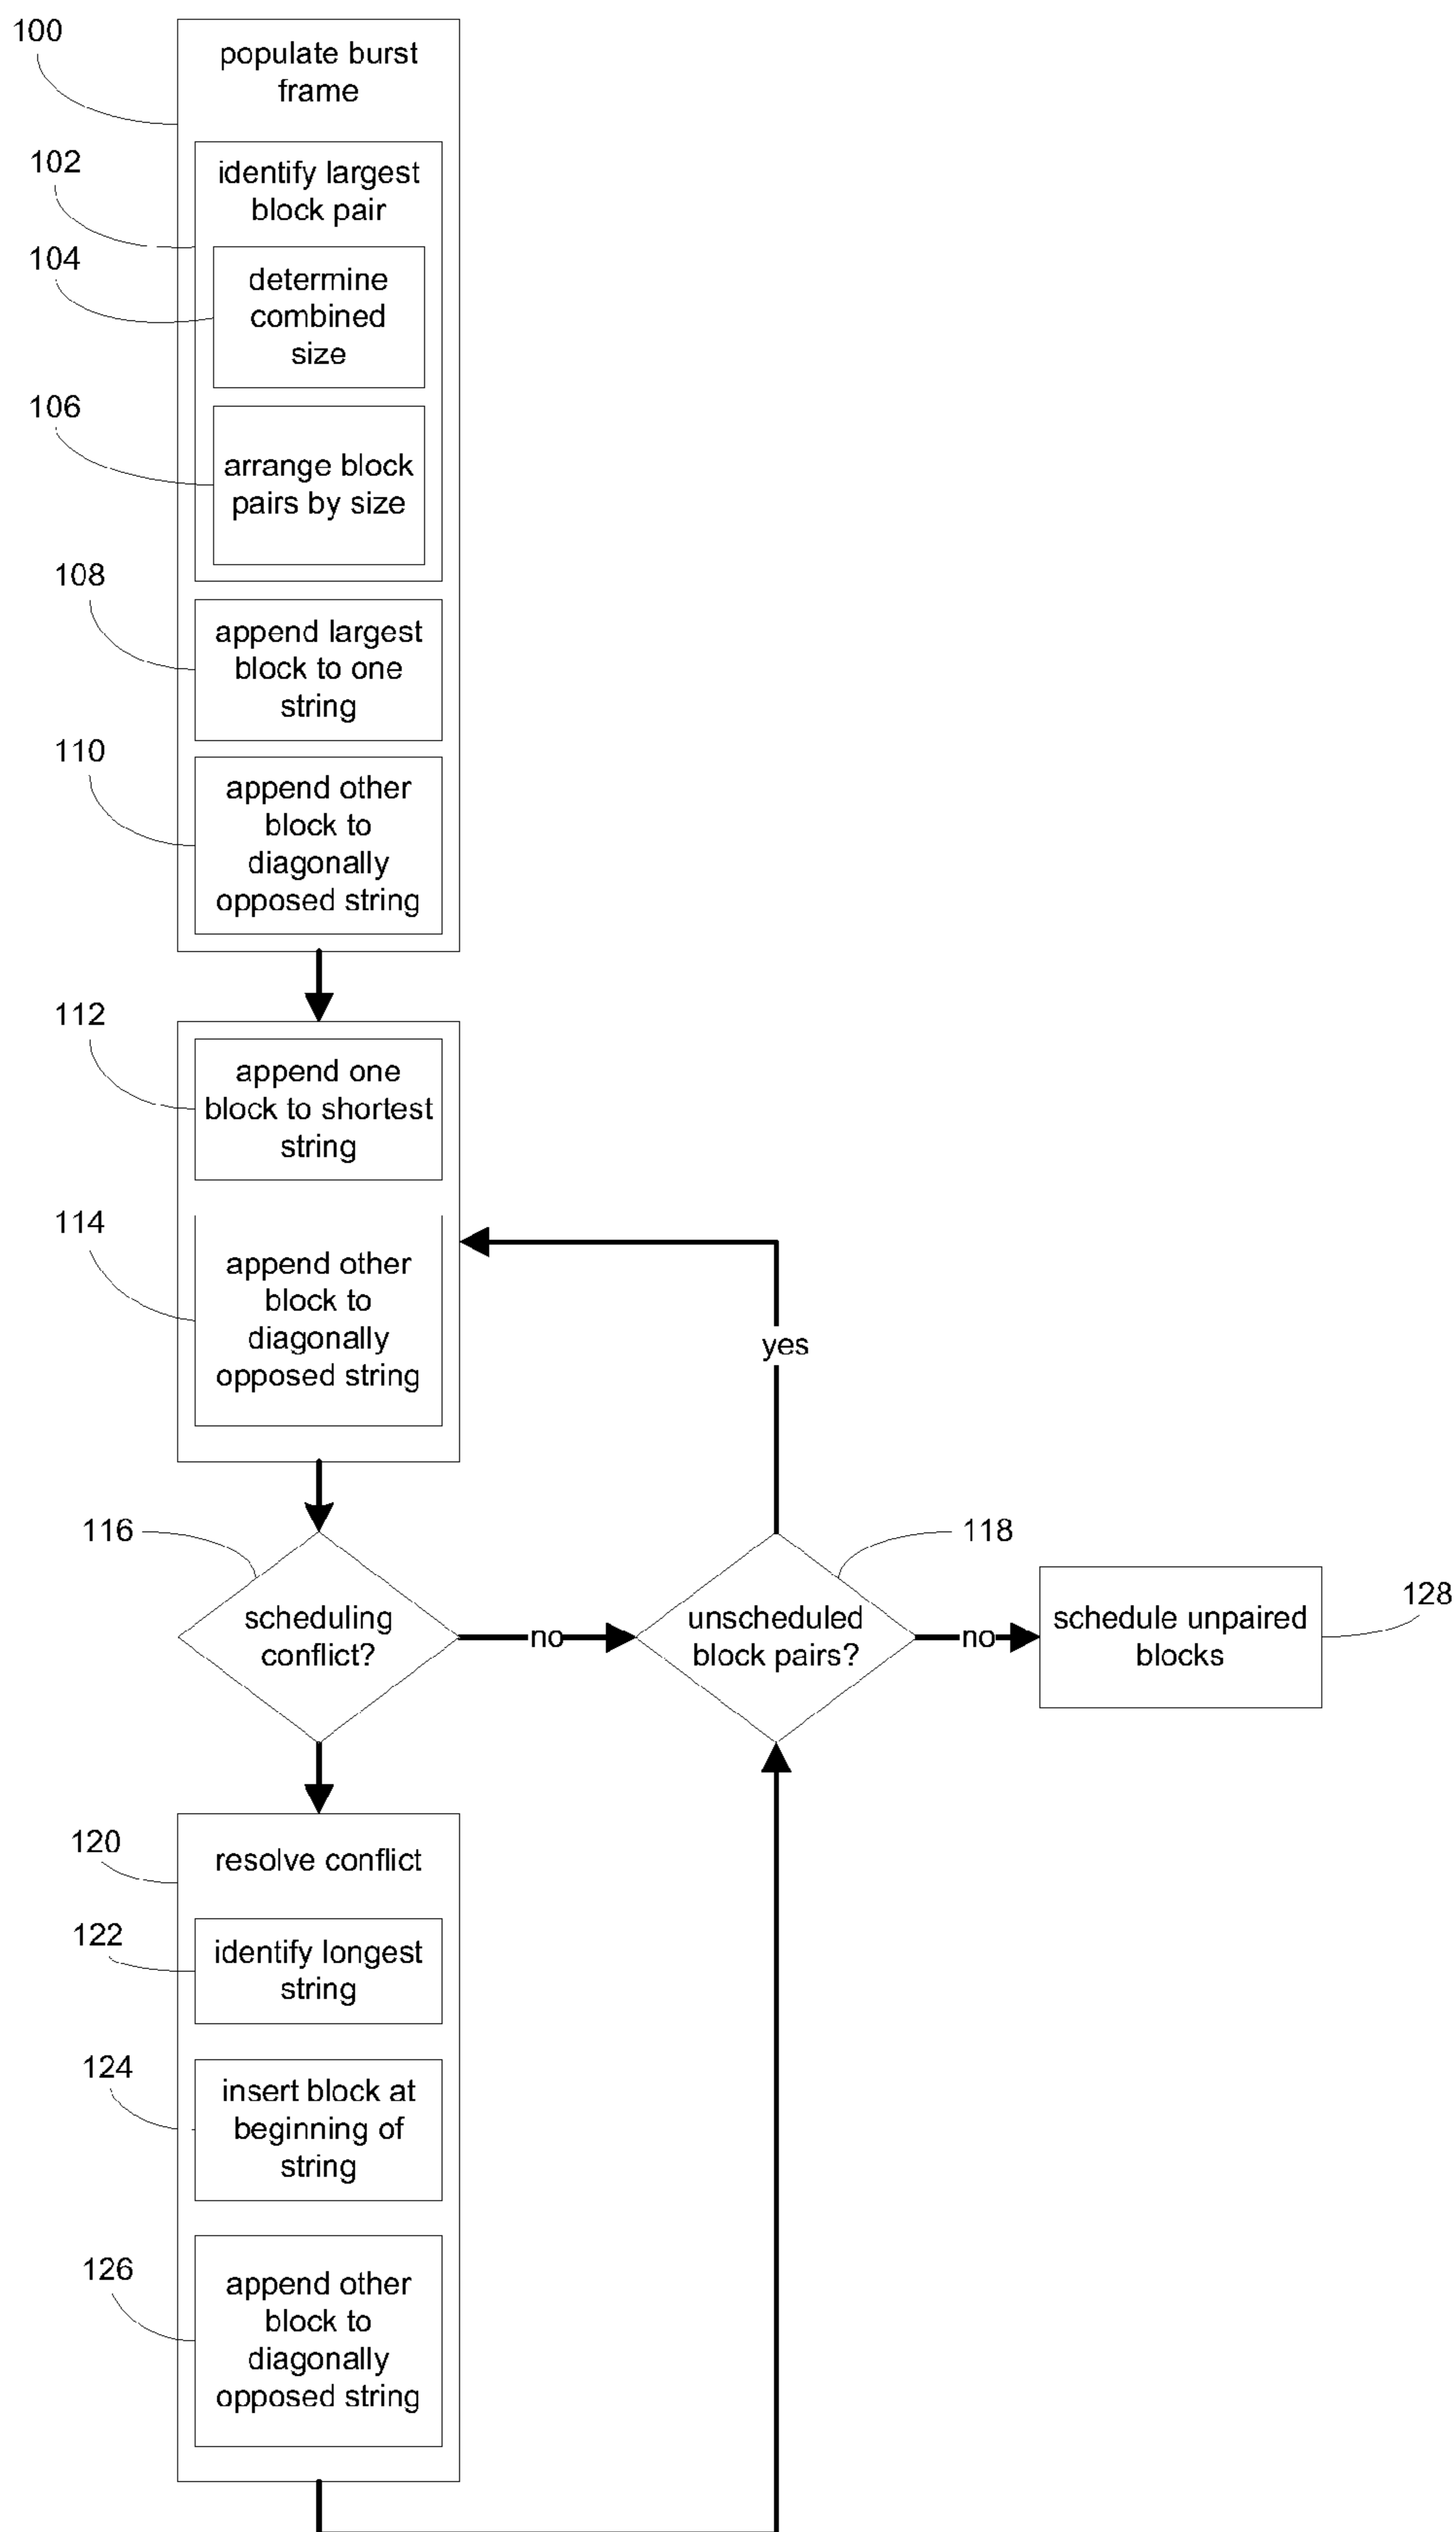 100
populate burst
frame
102
identify largest
block pair
104
determine
combined
size
106
arrange block
pairs by size
108
append largest
block to one
string
110
append other
block to
diagonally
opposed string
112
append one
block to shortest
string
114
append other
block to
diagonally
opposed string
yes
116
scheduling
conflict?
no
118
unscheduled
block pairs?
no
schedule unpaired
blocks
128
120
resolve conflict
122
identify longest
string
124
insert block at
beginning of
string
126
append other
block to
diagonally
opposed string